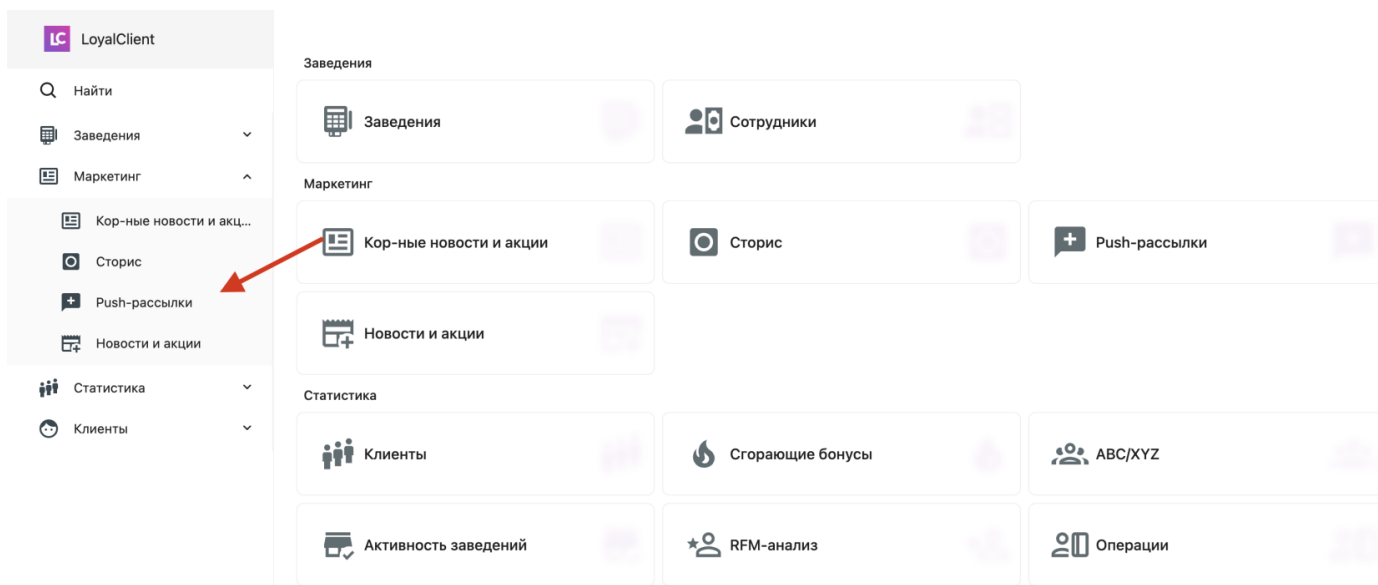 LC LoyalClient
Найти
Заведения
Маркетинг
Кор-ные новости и акц...
Сторис
Push-рассылки
Новости и акции
Статистика
Клиенты
Заведения
Заведения
Сотрудники
Маркетинг
Кор-ные новости и акции
Сторис
Push-рассылки
Новости и акции
Статистика
Клиенты
Сгорающие бонусы
ABC/XYZ
Активность заведений
RFM-анализ
Операции